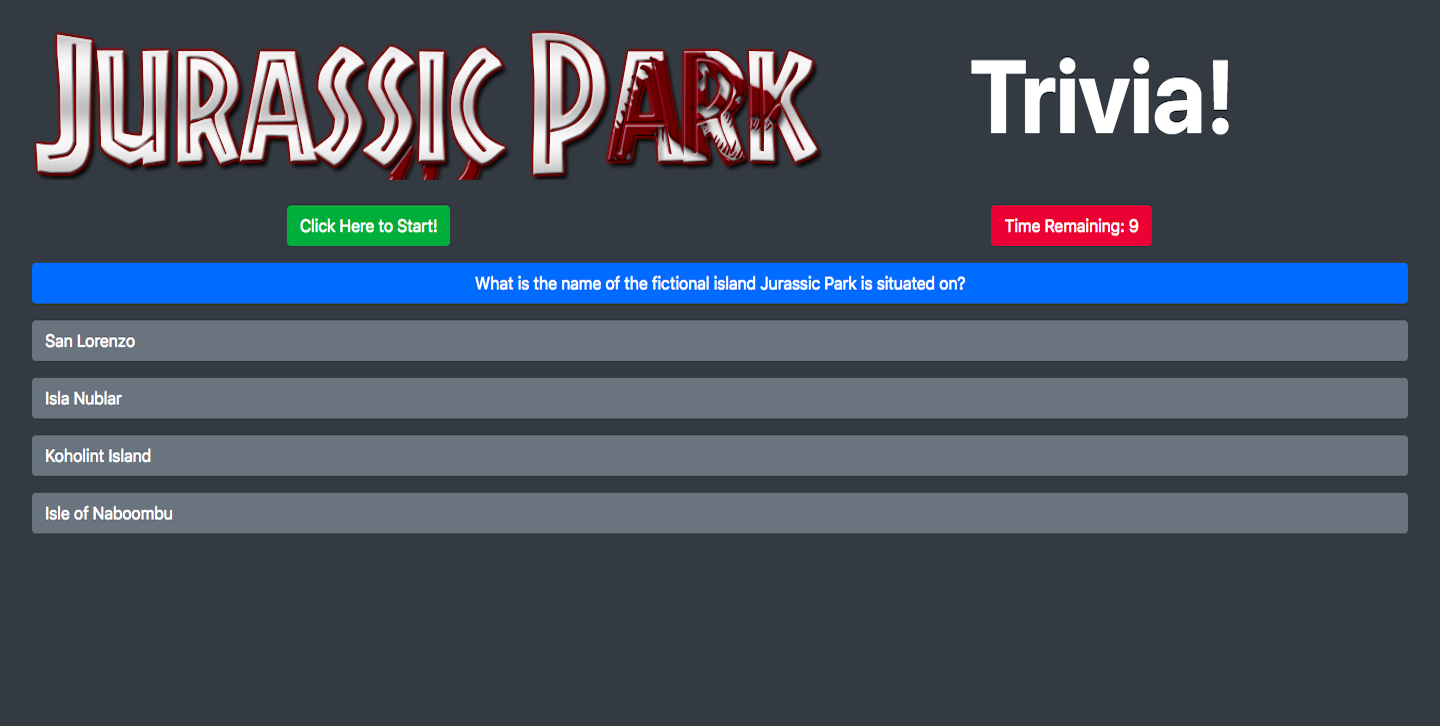 JURASSIC PARK
Trivia!
Click Here to Start!
Time Remaining: 9
What is the name of the fictional island Jurassic Park is situated on?
San Lorenzo
Isla Nublar
Koholint Island
Isle of Naboombu